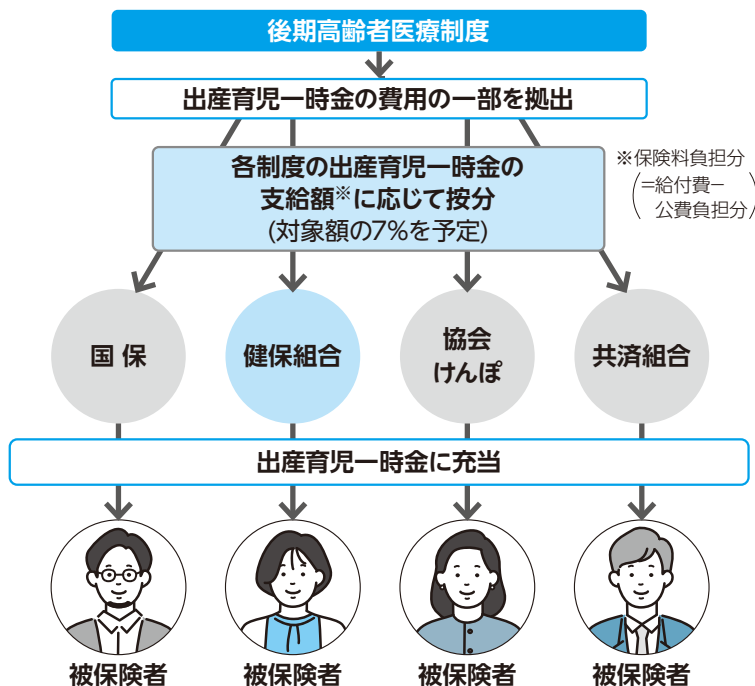 後期高齢者医療制度
出産育児一時金の費用の一部を拠出
各制度の出産育児一時金の
支給額※に応じて按分
(対象額の7%を予定)
※保険料負担分
(=給付費−
公費負担分)
国保
健保組合
協会
けんぽ
共済組合
出産育児一時金に充当
被保険者
被保険者
被保険者
被保険者